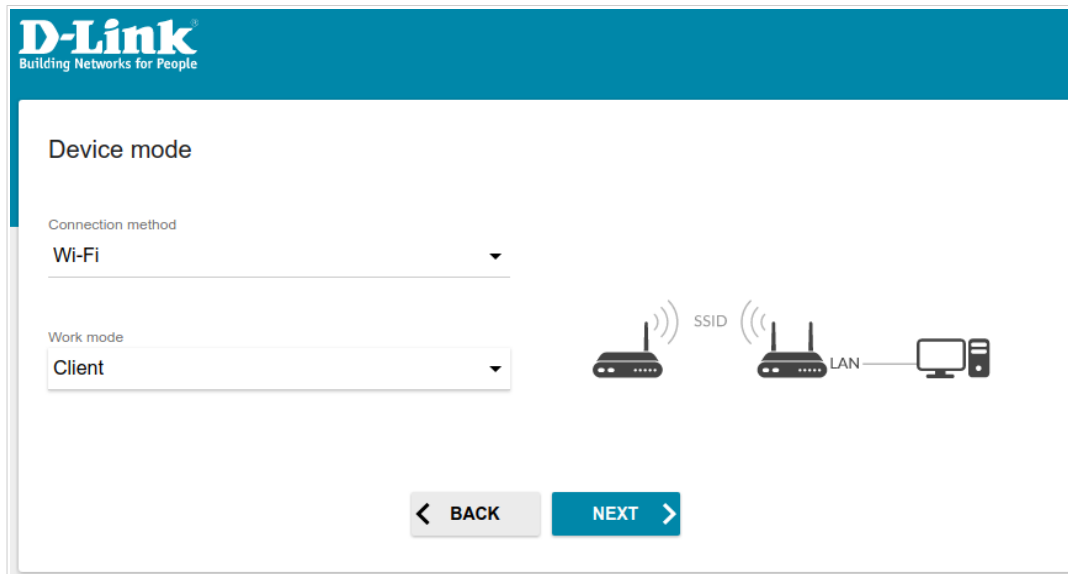 D-Link
Building Networks for People
Device mode
Connection method
Wi-Fi
Work mode
Client
SSID
LAN
BACK
NEXT